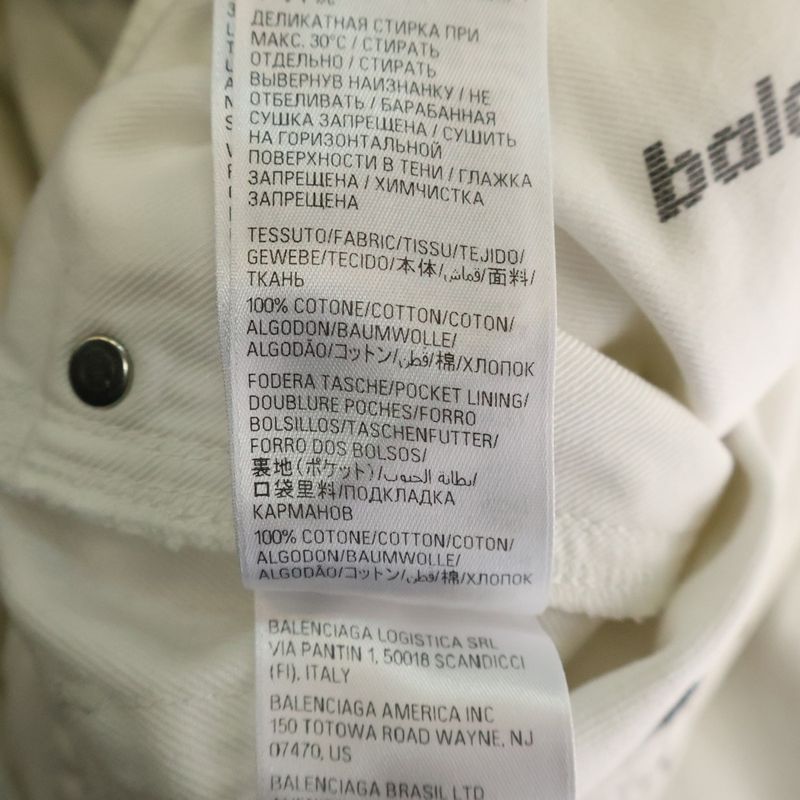 ДЕЛИКАТНАЯ СТИРКА ПРИ
МАКС. 30°C / СТИРАТЬ
ОТДЕЛЬНО / СТИРАТЬ
ВЫВЕРНУВ НАИЗНАНКУ / НЕ
ОТБЕЛИВАТЬ / БАРАБАННАЯ
СУШКА ЗАПРЕЩЕНА / СУШИТЬ
НА ГОРИЗОНТАЛЬНОЙ
ПОВЕРХНОСТИ В ТЕНИ / ГЛАЖКА
ЗАПРЕЩЕНА / ХИМЧИСТКА
ЗАПРЕЩЕНА
TESSUTO/FABRIC/TISSU/TEJIDO/
GEWEBE/TECIDO/本体/قماش/面料/
ТКАНЬ
100% COTONE/COTTON/COTON/
ALGODON/BAUMWOLLE/
ALGODÃO/コットン/قطن/棉/ХЛОПОК
FODERA TASCHE/POCKET LINING/
DOUBLURE POCHES/FORRO
BOLSILLOS/TASCHENFUTTER/
FORRO DOS BOLSOS/
裏地(ポケット)/بطانة الجيوب/
口袋里料/ПОДКЛАДКА
КАРМАНОВ
100% COTONE/COTTON/COTON/
ALGODON/BAUMWOLLE/
ALGODÃO/コットン/قطن/棉/ХЛОПОК
BALENCIAGA LOGISTICA SRL
VIA PANTIN 1, 50018 SCANDICCI
(FI), ITALY
BALENCIAGA AMERICA INC
150 TOTOWA ROAD WAYNE, NJ
07470, US
BALENCIAGA BRASIL LTD
bale